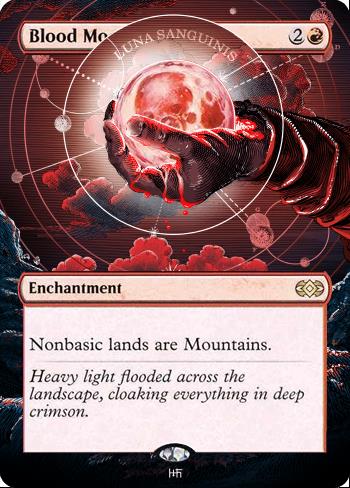 Blood Mo
2
LUNA SANGUINIS
Enchantment
Nonbasic lands are Mountains.
Heavy light flooded across the
landscape, cloaking everything in deep
crimson.